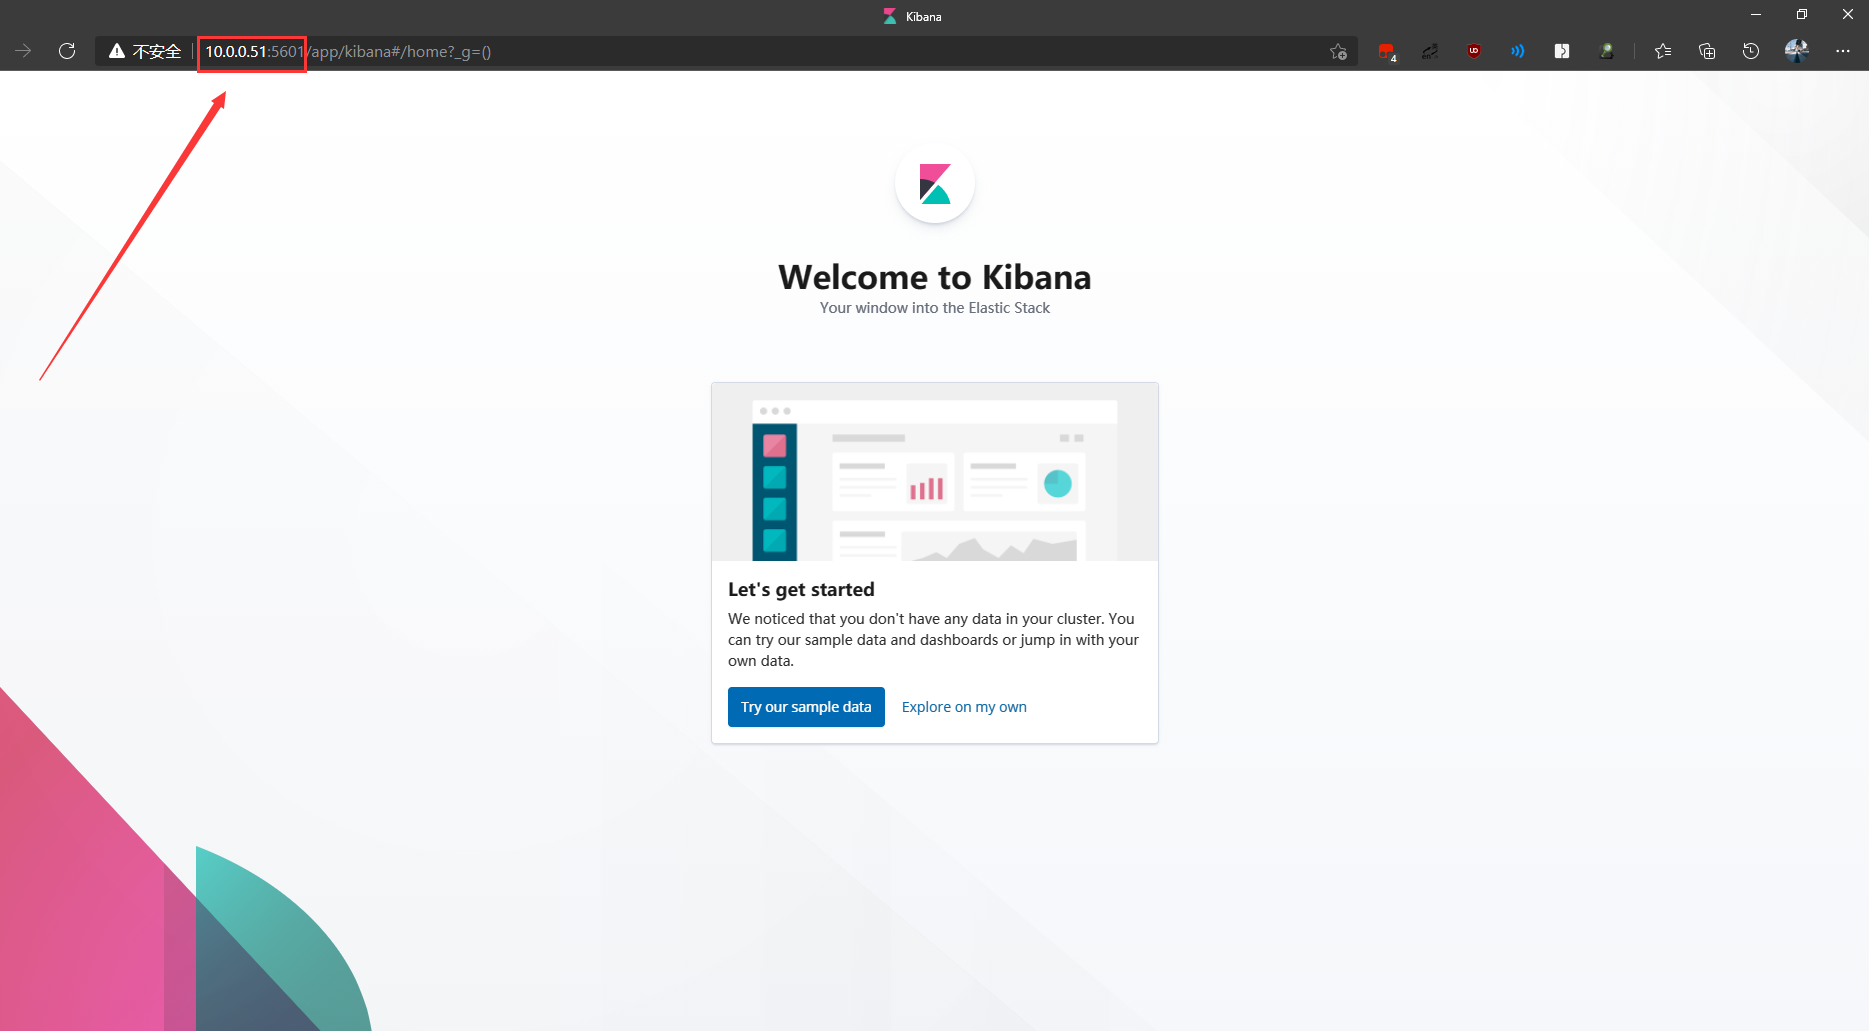 Kibana
不安全
10.0.0.51:5601/app/kibana#/home?_g=()
4
Welcome to Kibana
Your window into the Elastic Stack
Let's get started
We noticed that you don't have any data in your cluster. You
can try our sample data and dashboards or jump in with your
own data.
Try our sample data
Explore on my own